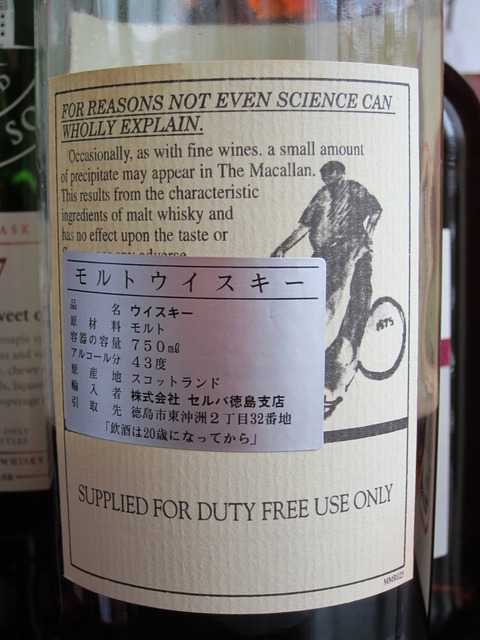 FOR REASONS NOT EVEN SCIENCE CAN
WHOLLY EXPLAIN.
Occasionally, as with fine wines. a small amount
of precipitate may appear in The Macallan.
This results from the characteristic
ingredients of malt whisky and
has no effect upon the taste or
モルトウイスキー
品名 ウイスキー
原材料 モルト
容器の容量 750ml
アルコール分 43度
原産地 スコットランド
輸入者 株式会社 セルバ徳島支店
引取先 徳島市東沖洲2丁目32番地
「飲酒は20歳になってから」
1875
SUPPLIED FOR DUTY FREE USE ONLY
MMR025